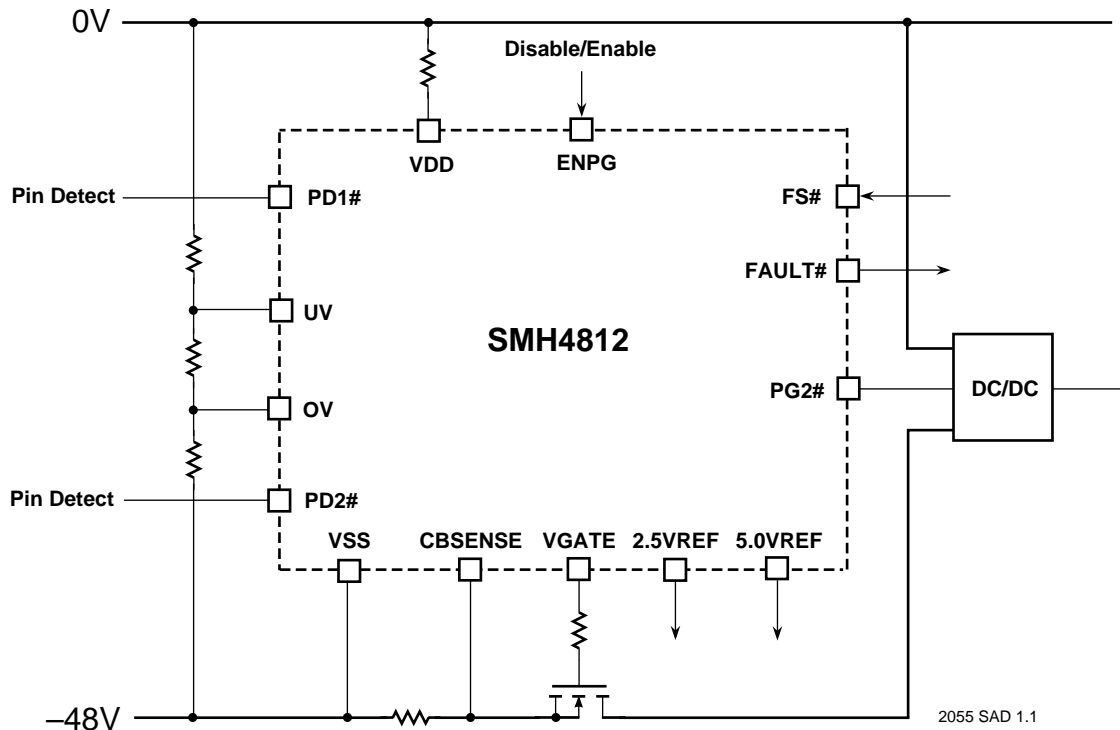 0V
Disable/Enable
VDD
ENPG
Pin Detect
PD1#
FS#
FAULT#
UV
SMH4812
PG2#
DC/DC
OV
Pin Detect
PD2#
VSS
CBSENSE
VGATE
2.5VREF
5.0VREF
–48V
2055 SAD 1.1